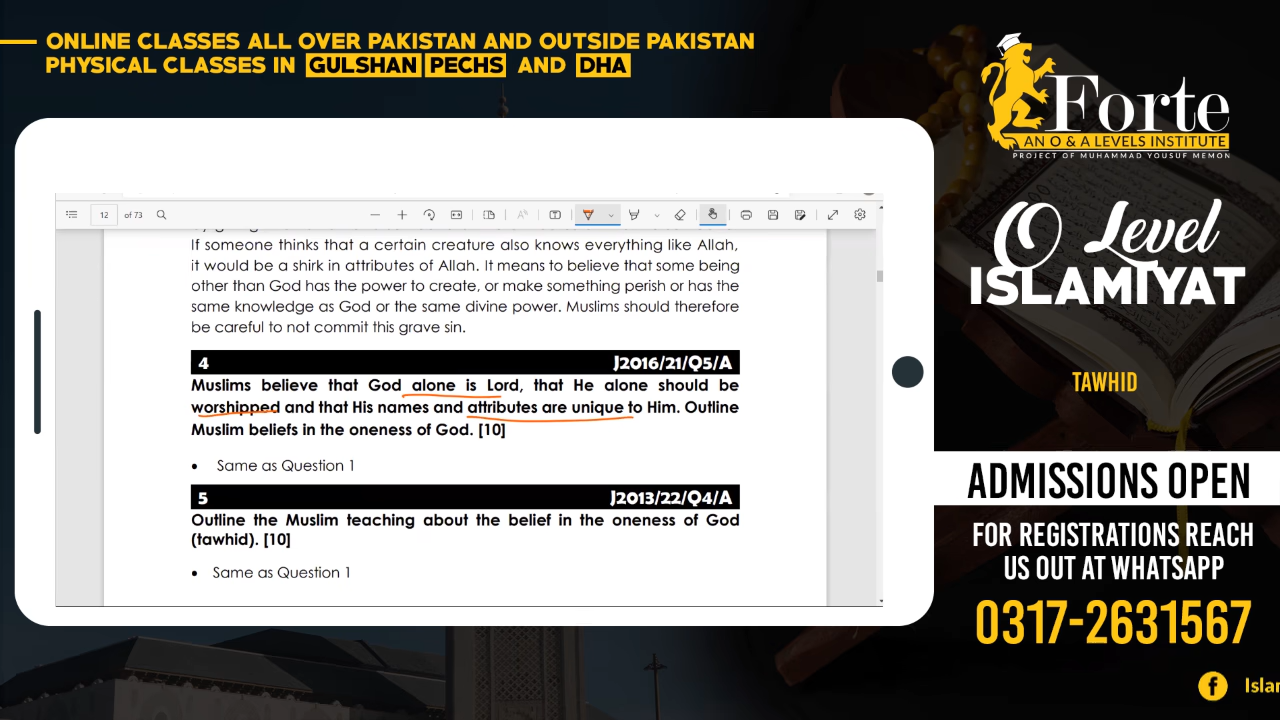 ONLINE CLASSES ALL OVER PAKISTAN AND OUTSIDE PAKISTAN
PHYSICAL CLASSES IN GULSHAN PECHS AND DHA
Forte
AN O & A LEVELS INSTITUTE
PROJECT OF MUHAMMAD YOUSUF MEMON
O Level
ISLAMIYAT
TAWHID
ADMISSIONS OPEN
FOR REGISTRATIONS REACH
US OUT AT WHATSAPP
0317-2631567
f Islar
12 of 73
If someone thinks that a certain creature also knows everything like Allah,
it would be a shirk in attributes of Allah. It means to believe that some being
other than God has the power to create, or make something perish or has the
same knowledge as God or the same divine power. Muslims should therefore
be careful to not commit this grave sin.
4 J2016/21/Q5/A
Muslims believe that God alone is Lord, that He alone should be
worshipped and that His names and attributes are unique to Him. Outline
Muslim beliefs in the oneness of God. [10]
• Same as Question 1
5 J2013/22/Q4/A
Outline the Muslim teaching about the belief in the oneness of God
(tawhid). [10]
• Same as Question 1